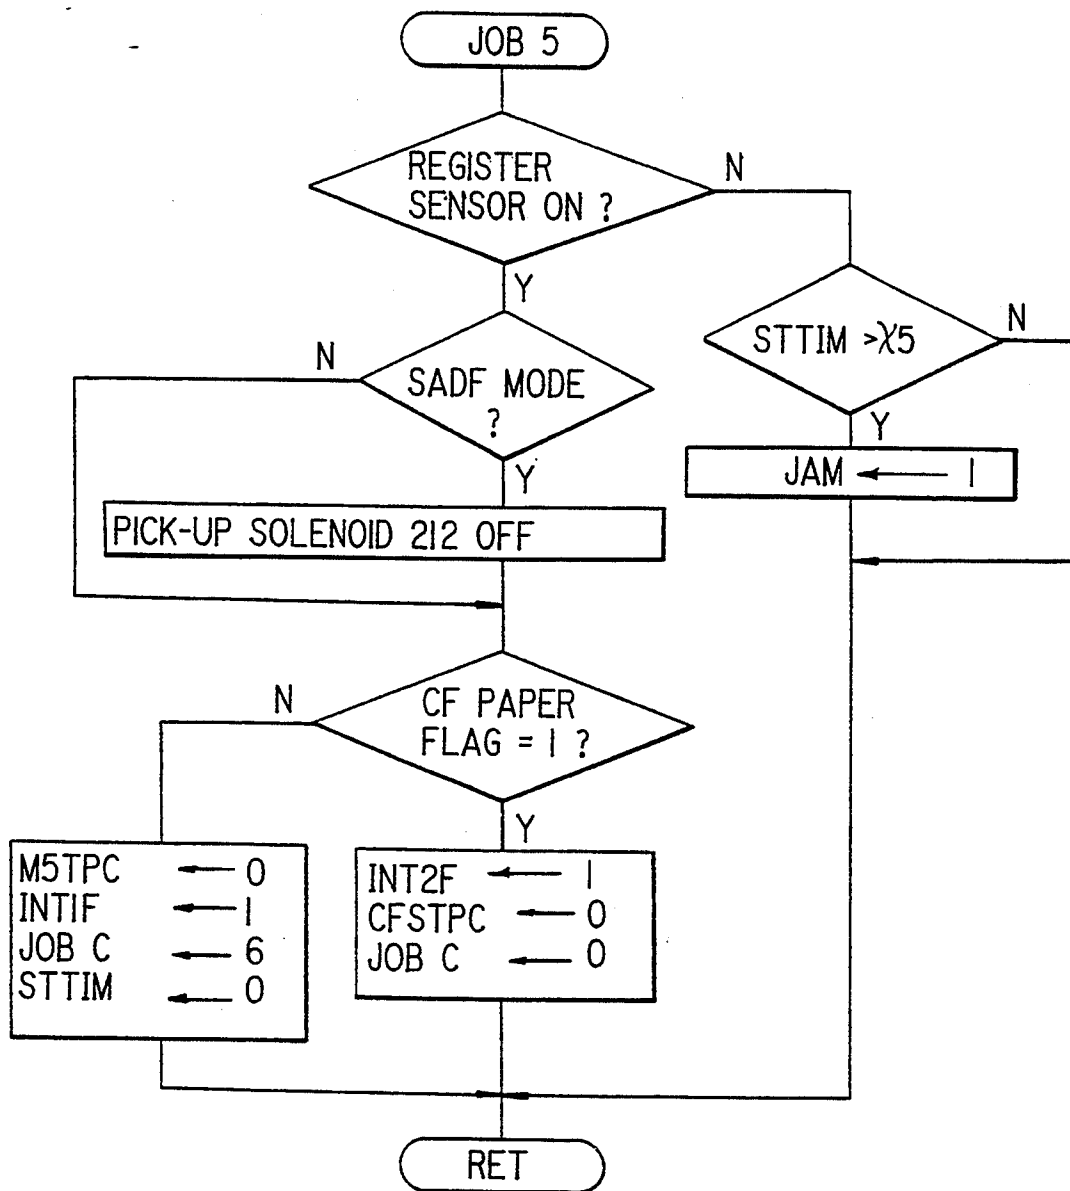 JOB 5
REGISTER
SENSOR ON ?
N
Y
STTIM >χ5
N
Y
JAM ← 1
N
SADF MODE
?
Y
PICK-UP SOLENOID 212 OFF
N
CF PAPER
FLAG = 1 ?
Y
M5TPC ← 0
INT1F ← 1
JOB C ← 6
STTIM ← 0
INT2F ← 1
CFSTPC ← 0
JOB C ← 0
RET